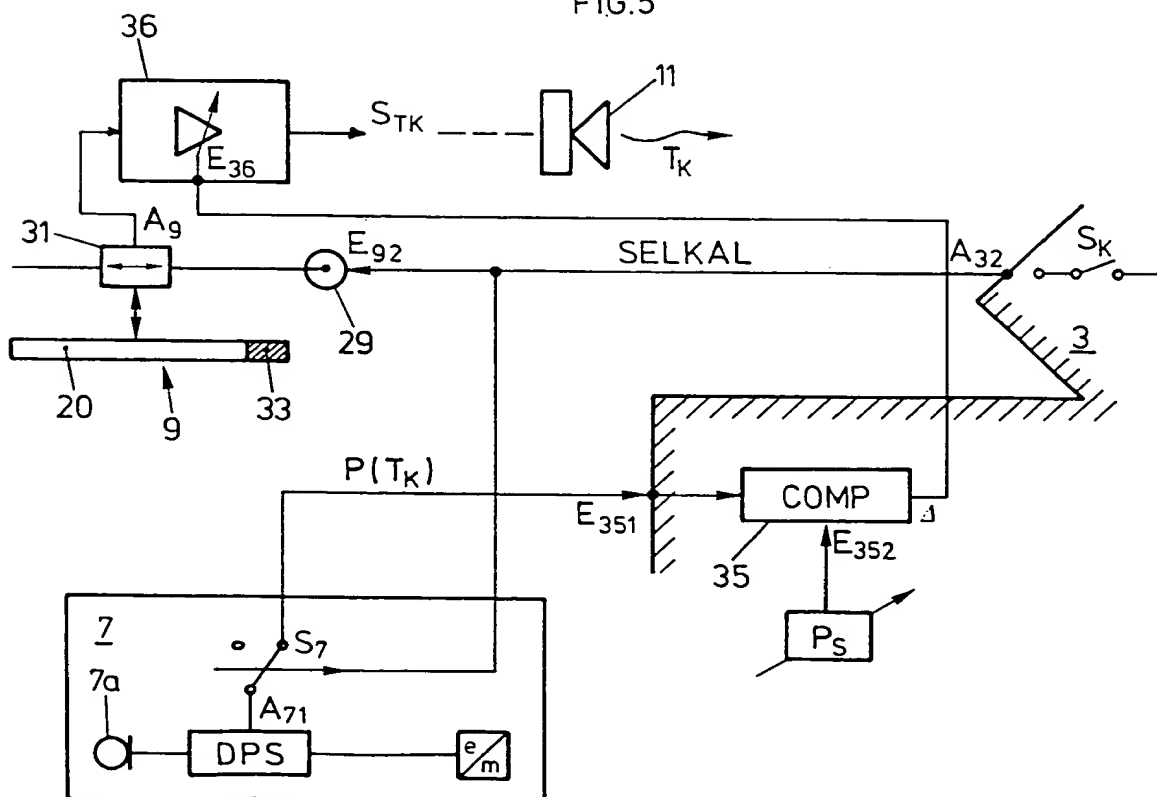 FIG.5
36
11
S_TK
T_K
E_36
A_9
31
E_92
SELKAL
A_32
S_K
29
3
20
9
33
P(T_K)
E_351
COMP
Δ
35
E_352
P_S
7
S_7
7a
A_71
DPS
e/m